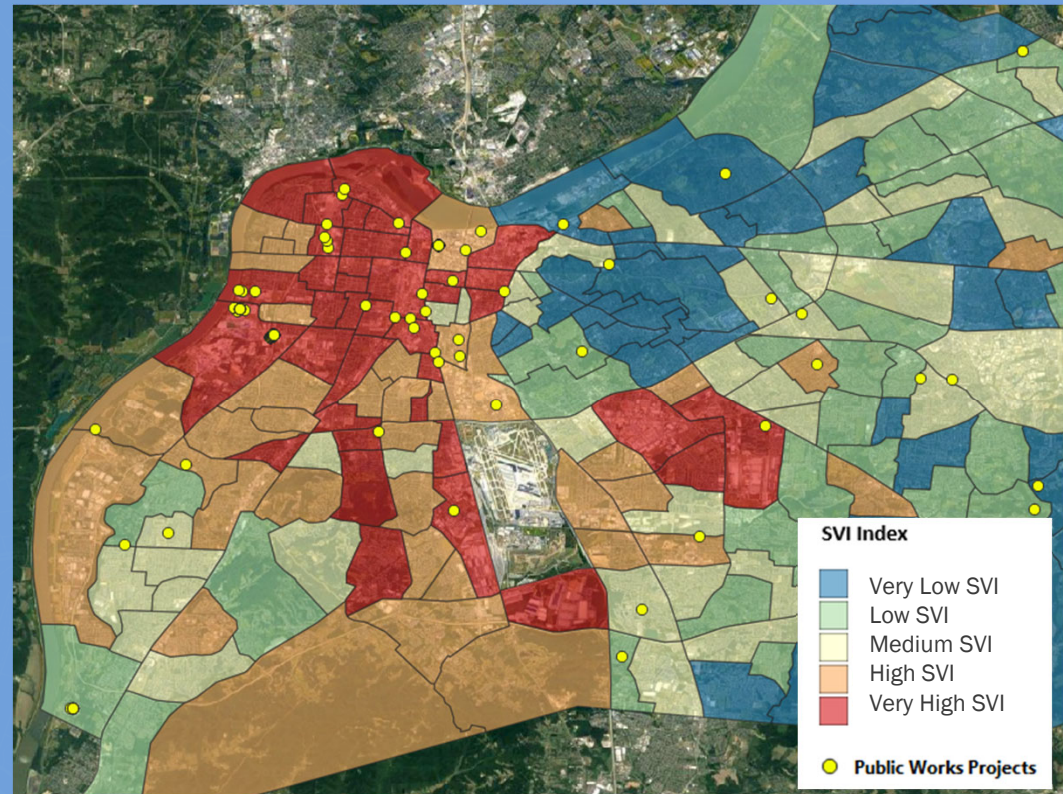 SVI Index
Very Low SVI
Low SVI
Medium SVI
High SVI
Very High SVI
Public Works Projects